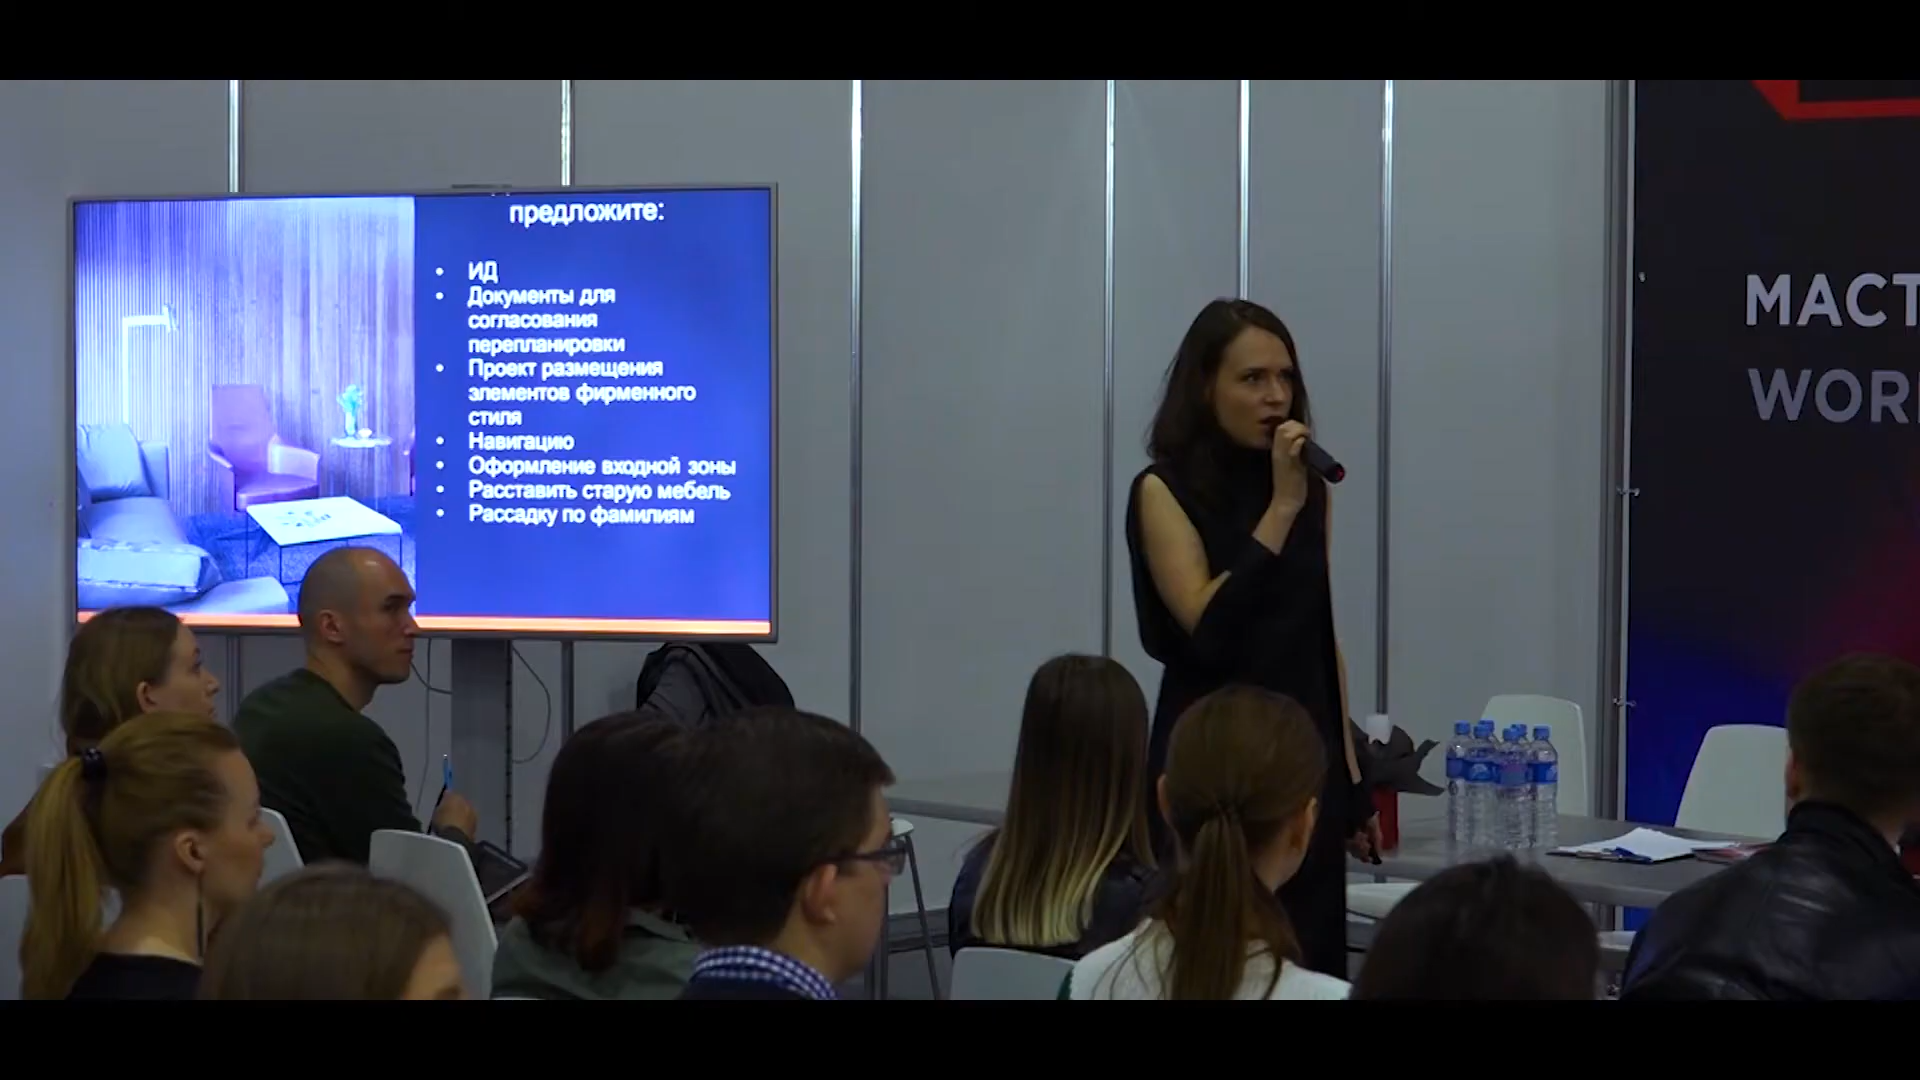 предложите:
• ИД
• Документы для
согласования
перепланировки
• Проект размещения
элементов фирменного
стиля
• Навигацию
• Оформление входной зоны
• Расставить старую мебель
• Рассадку по фамилиям
МАСТ
WOR